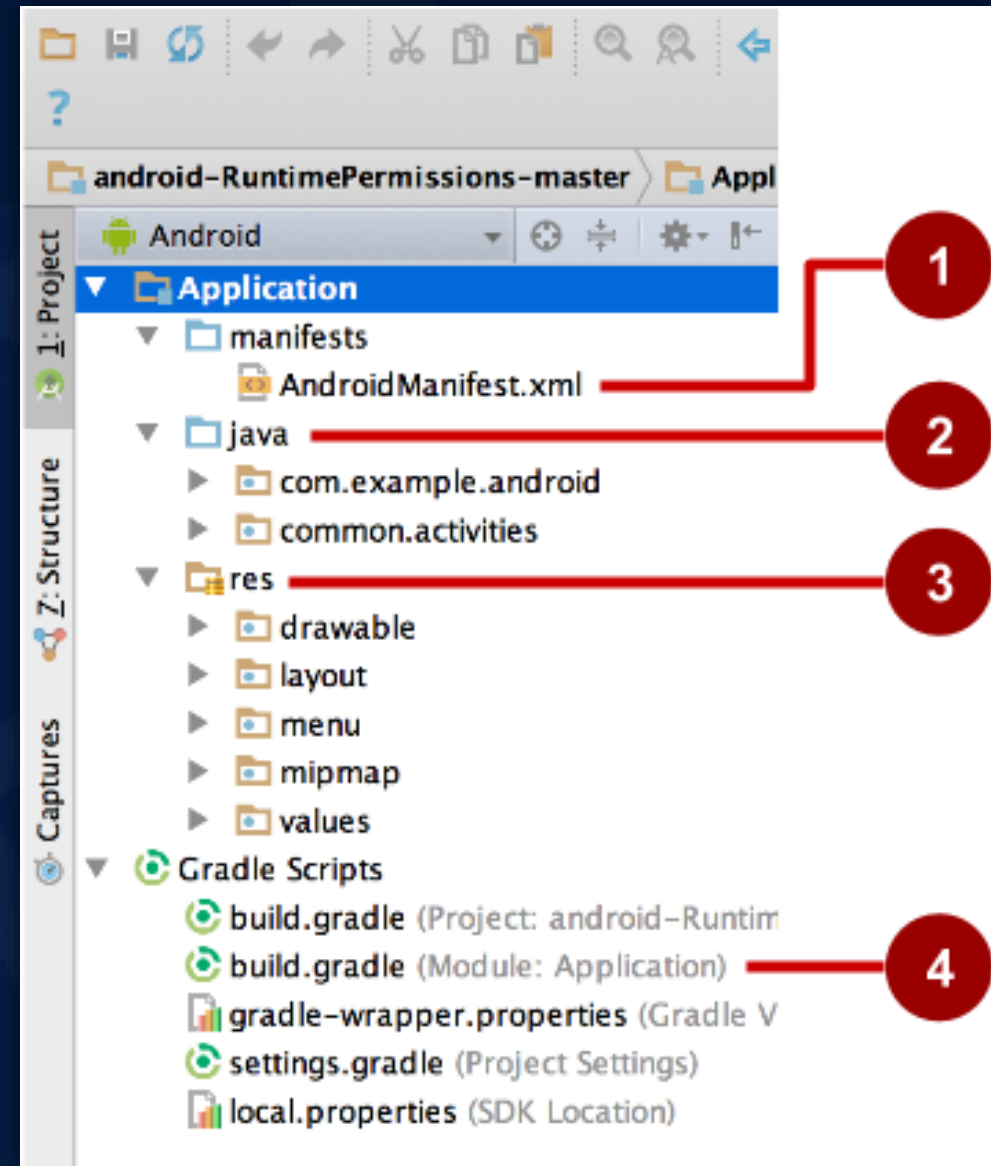 ?
android-RuntimePermissions-master Appl
1: Project
Android
Application
1
manifests
AndroidManifest.xml
java
2
com.example.android
common.activities
7: Structure
res
3
drawable
layout
menu
mipmap
Captures
values
Gradle Scripts
build.gradle (Project: android-Runtim
build.gradle (Module: Application)
4
gradle-wrapper.properties (Gradle V
settings.gradle (Project Settings)
local.properties (SDK Location)